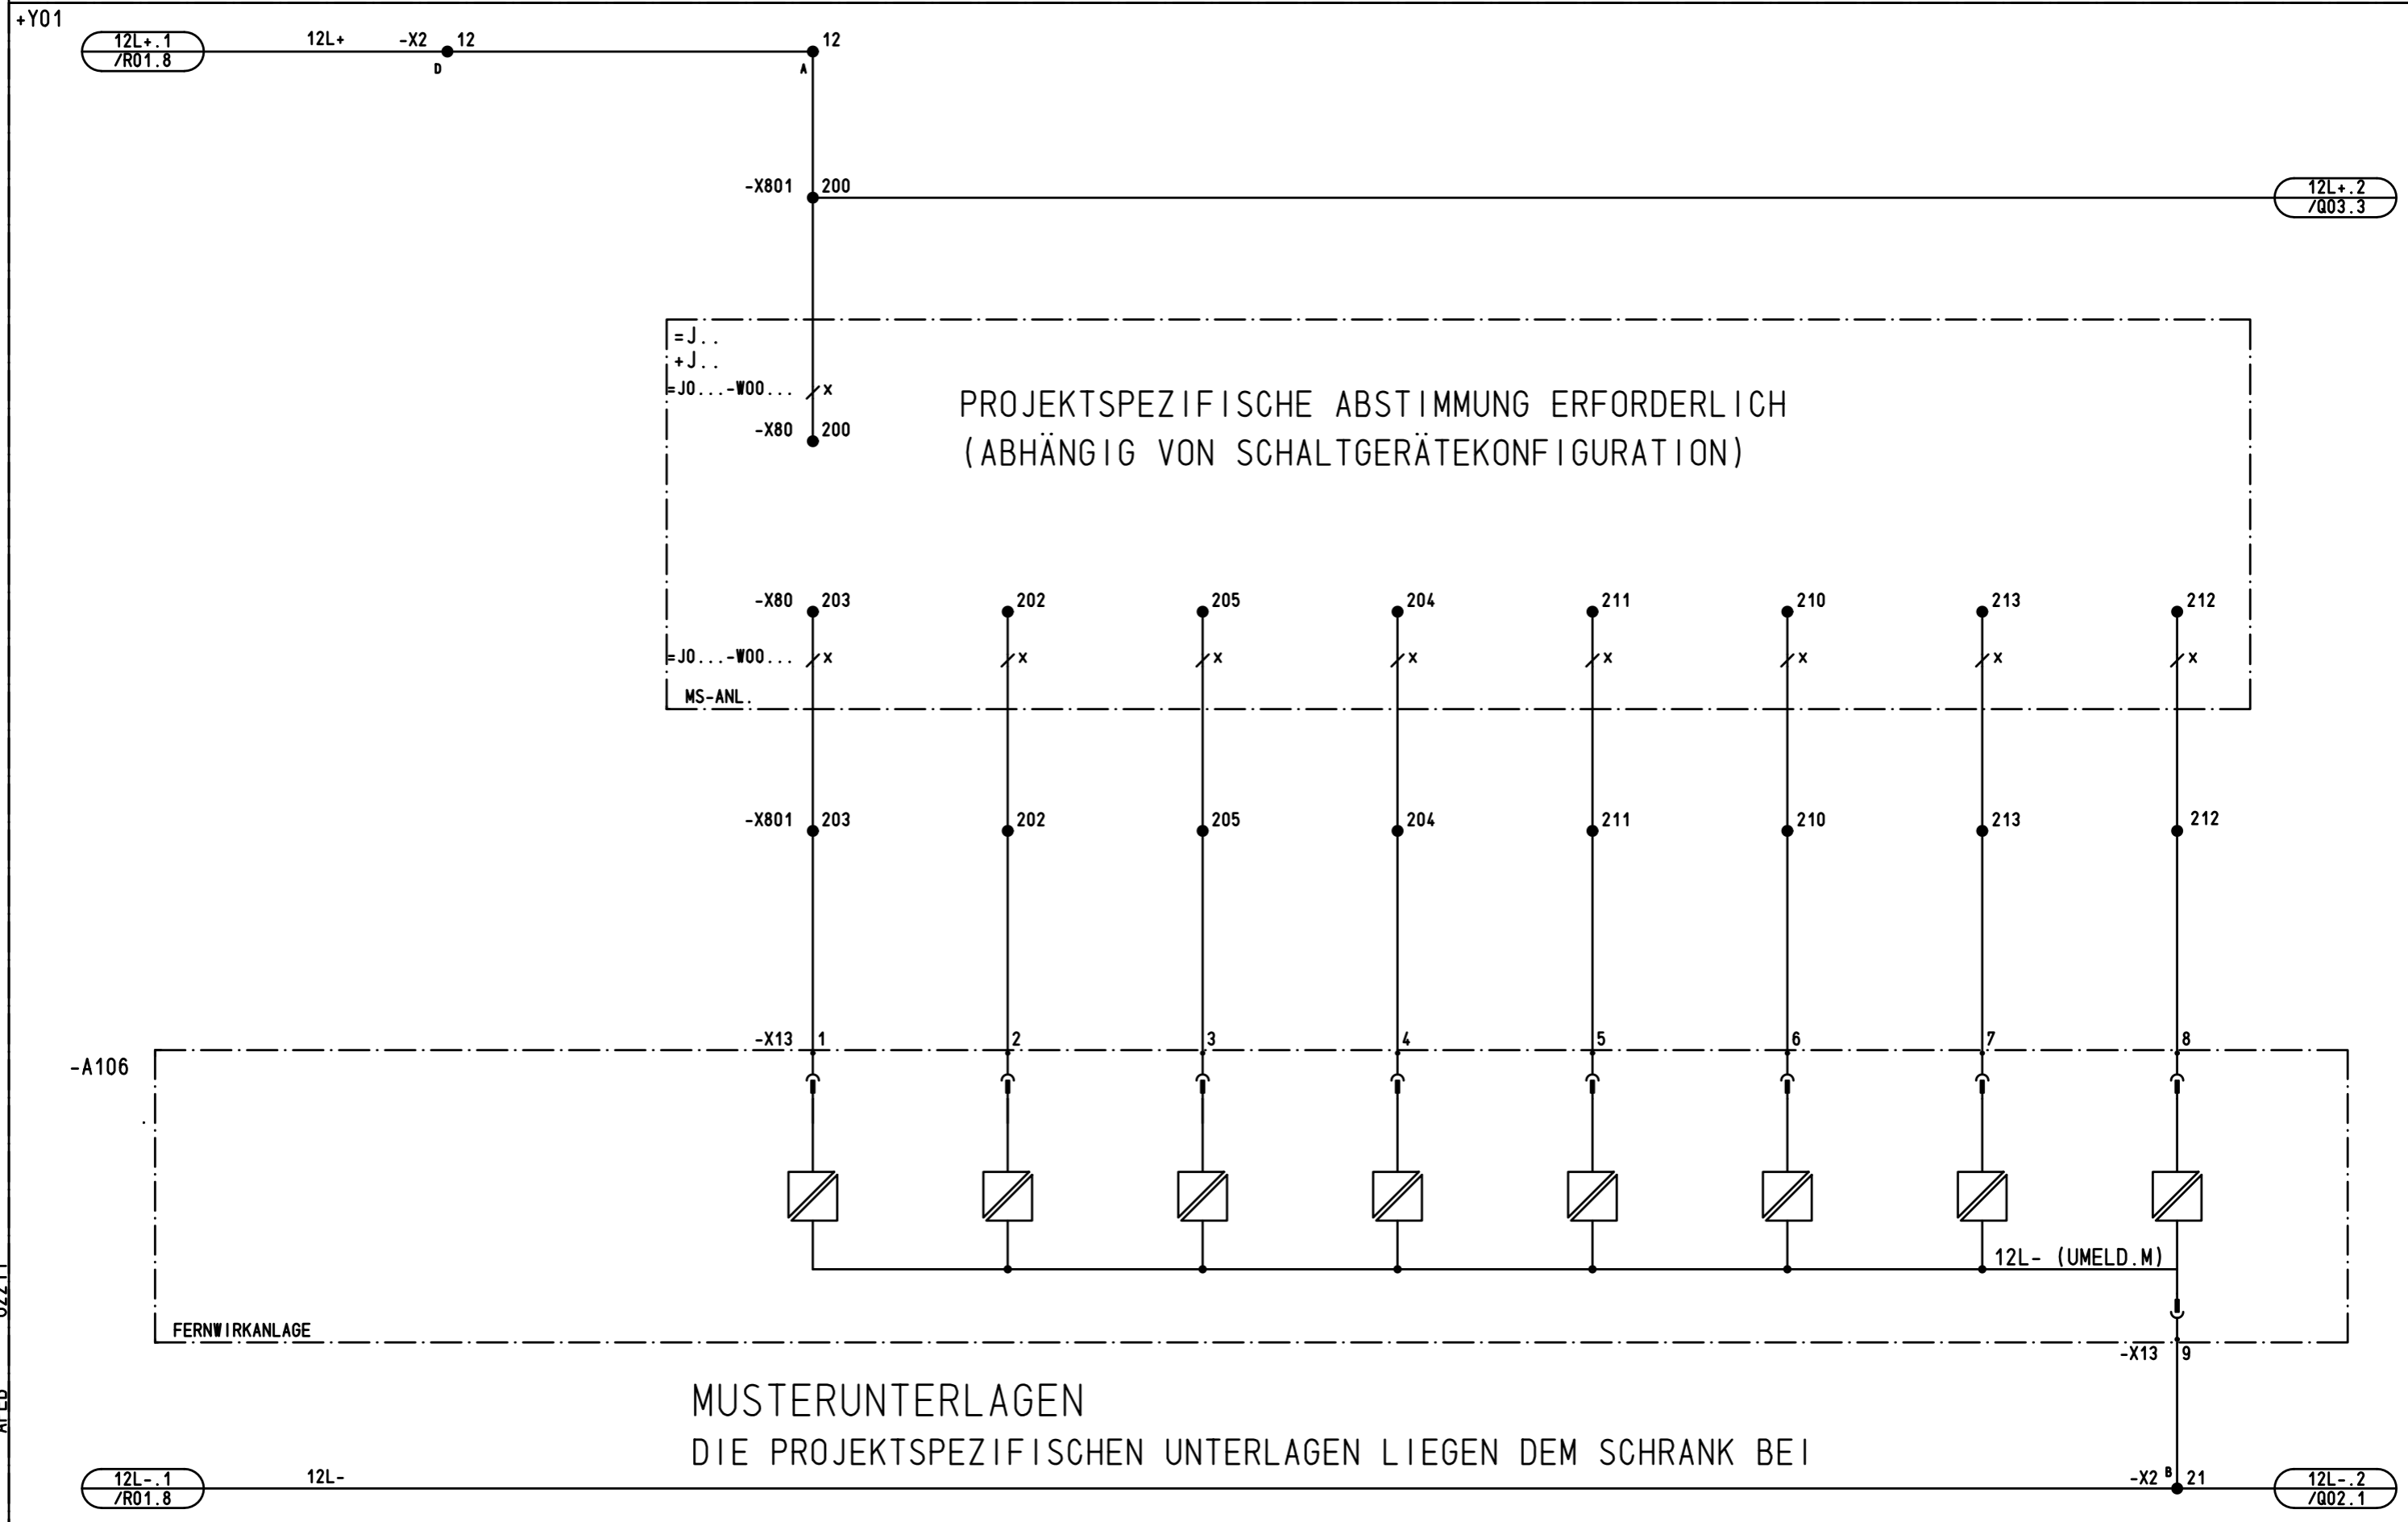 +Y01
12L+.1
/R01.8
12L+
-X2 12
D
12
A
-X801 200
12L+.2
/Q03.3
=J..
+J..
=J0...-W00... x
-X80 200
PROJEKTSPEZIFISCHE ABSTIMMUNG ERFORDERLICH
(ABHÄNGIG VON SCHALTGERÄTEKONFIGURATION)
-X80 203 202 205 204 211 210 213 212
=J0...-W00... x x x x x x x x
MS-ANL.
-X801 203 202 205 204 211 210 213 212
-X13 1 2 3 4 5 6 7 8
-A106
12L- (UMELD.M)
FERNWIRKANLAGE
-X13 9
MUSTERUNTERLAGEN
DIE PROJEKTSPEZIFISCHEN UNTERLAGEN LIEGEN DEM SCHRANK BEI
12L-.1
/R01.8
12L-
-X2 B 21
12L-.2
/Q02.1